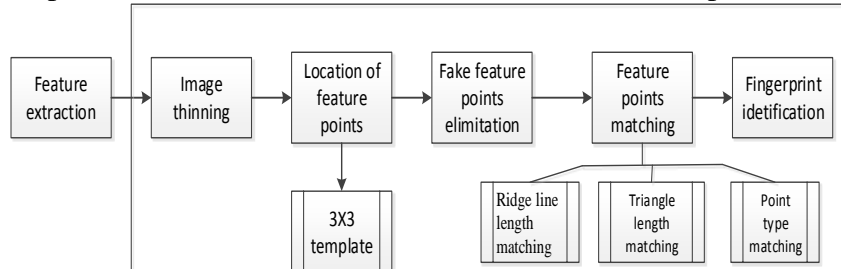 Feature
extraction
Image
thinning
Location of
feature
points
Fake feature
points
elimitation
Feature
points
matching
Fingerprint
idetification
3X3
template
Ridge line
length
matching
Triangle
length
matching
Point
type
matching